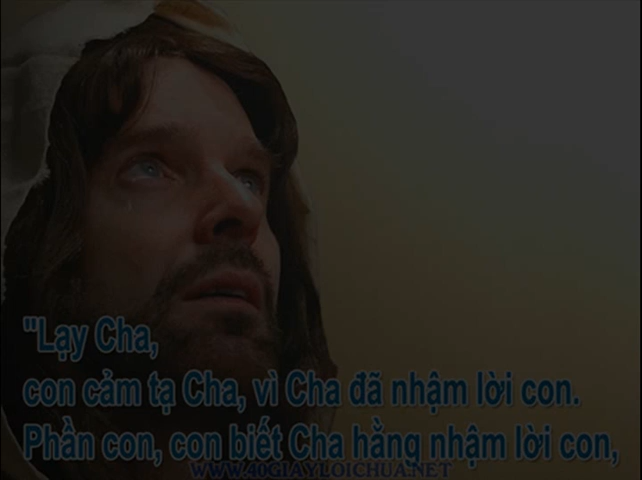 "Lạy Cha,
con cảm tạ Cha, vì Cha đã nhậm lời con.
Phần con, con biết Cha hằng nhậm lời con,
WWW.40GIAYLOICHUA.NET